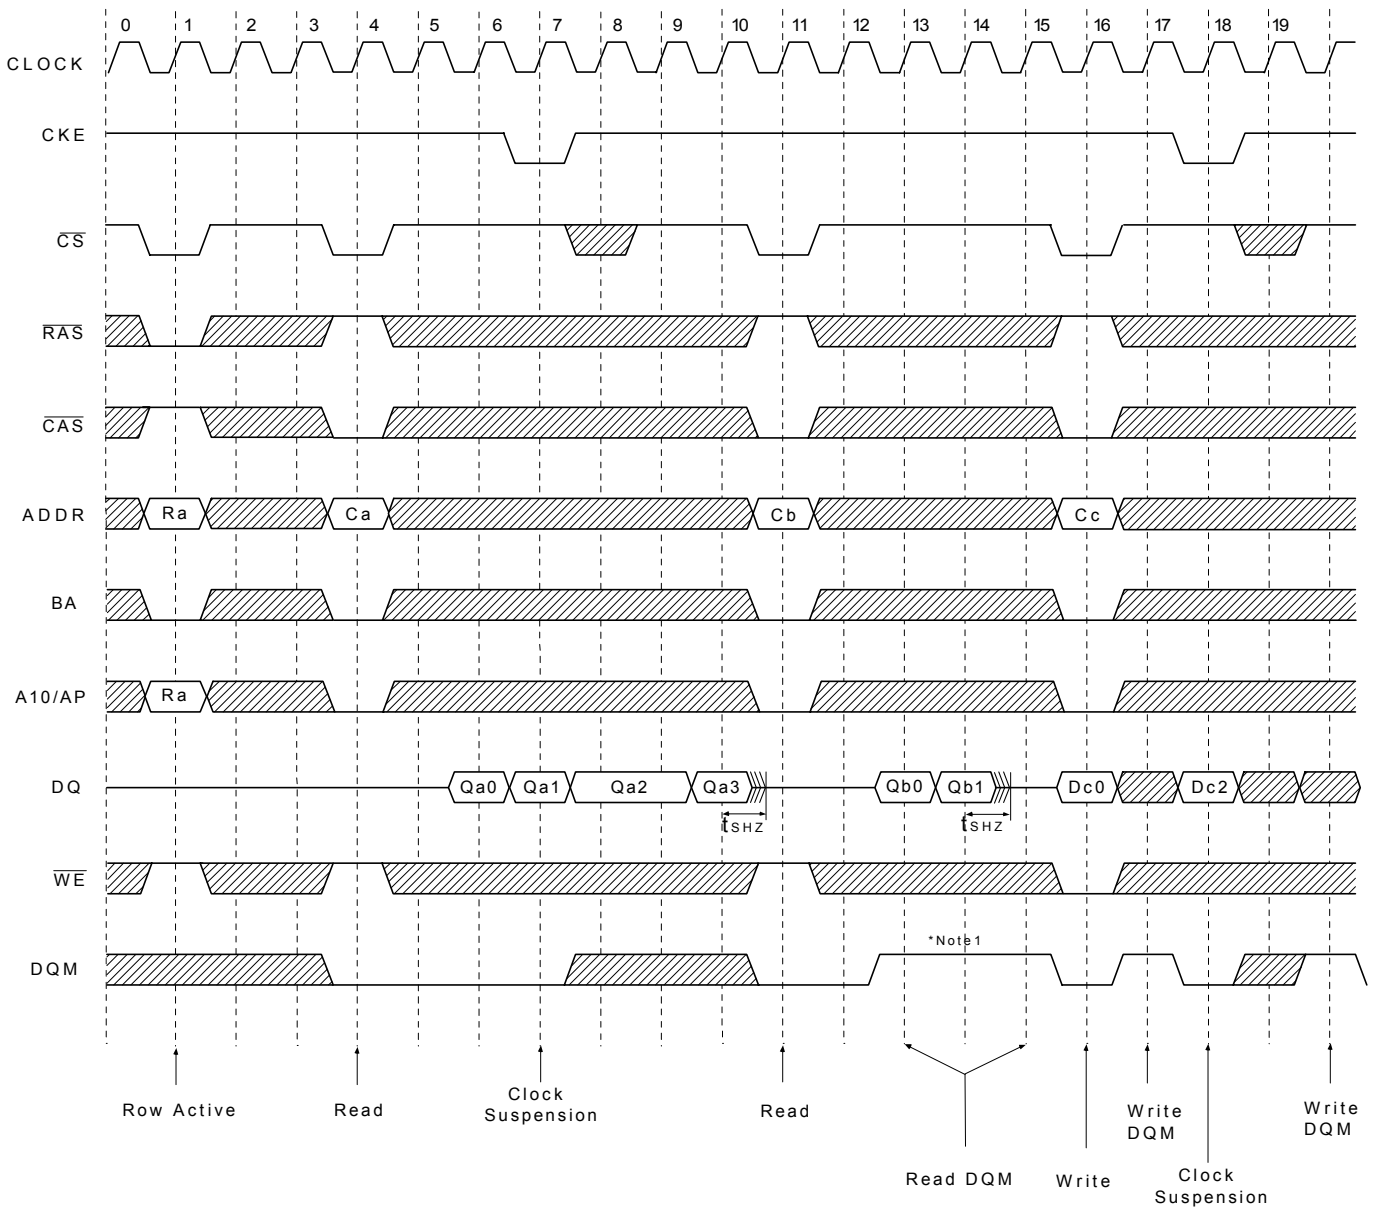 0 1 2 3 4 5 6 7 8 9 10 11 12 13 14 15 16 17 18 19
CLOCK
CKE
CS
RAS
CAS
ADDR Ra Ca Cb Cc
BA
A10/AP Ra
DQ Qa0 Qa1 Qa2 Qa3 Qb0 Qb1 Dc0 Dc2
tSHZ tSHZ
WE
*Note1
DQM
Row Active
Read
Clock
Suspension
Read
Read DQM
Write
Write
DQM
Clock
Suspension
Write
DQM